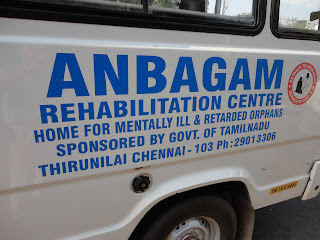 ANBAGAM
REHABILITATION CENTRE
HOME FOR MENTALLY ILL & RETARDED ORPHANS
SPONSORED BY GOVT. OF TAMILNADU
THIRUNILAI CHENNAI - 103 Ph : 29013306